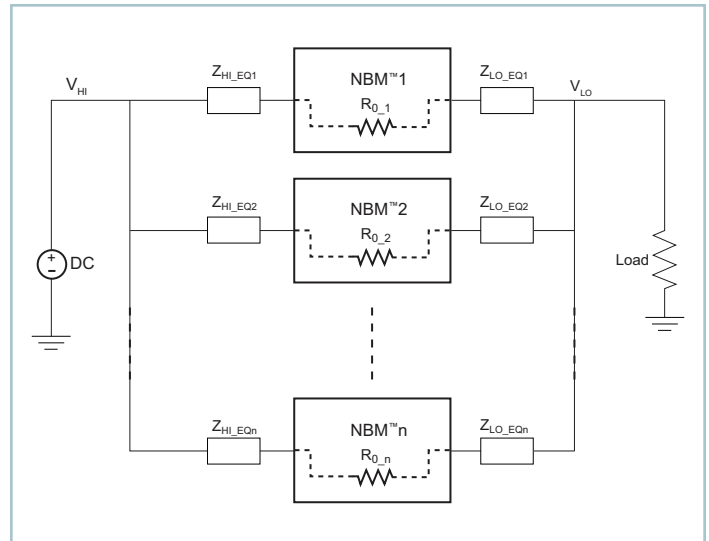 V_HI
Z_HI_EQ1
NBM™1
R_0_1
Z_LO_EQ1
V_LO
Z_HI_EQ2
NBM™2
R_0_2
Z_LO_EQ2
+
DC
Load
Z_HI_EQn
NBM™n
R_0_n
Z_LO_EQn